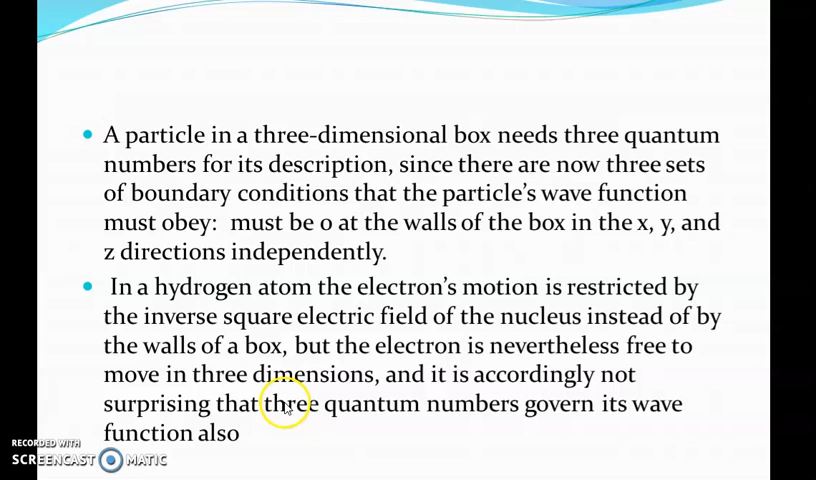 A particle in a three-dimensional box needs three quantum
numbers for its description, since there are now three sets
of boundary conditions that the particle's wave function
must obey: must be 0 at the walls of the box in the x, y, and
z directions independently.
In a hydrogen atom the electron's motion is restricted by
the inverse square electric field of the nucleus instead of by
the walls of a box, but the electron is nevertheless free to
move in three dimensions, and it is accordingly not
surprising that three quantum numbers govern its wave
function also
RECORDED WITH
SCREENCAST MATIC